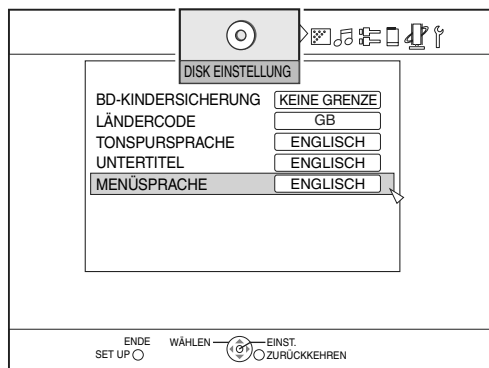 DISK EINSTELLUNG
BD-KINDERSICHERUNG KEINE GRENZE
LÄNDERCODE GB
TONSPURSPRACHE ENGLISCH
UNTERTITEL ENGLISCH
MENÜSPRACHE ENGLISCH
ENDE WÄHLEN EINST.
SET UP ZURÜCKKEHREN